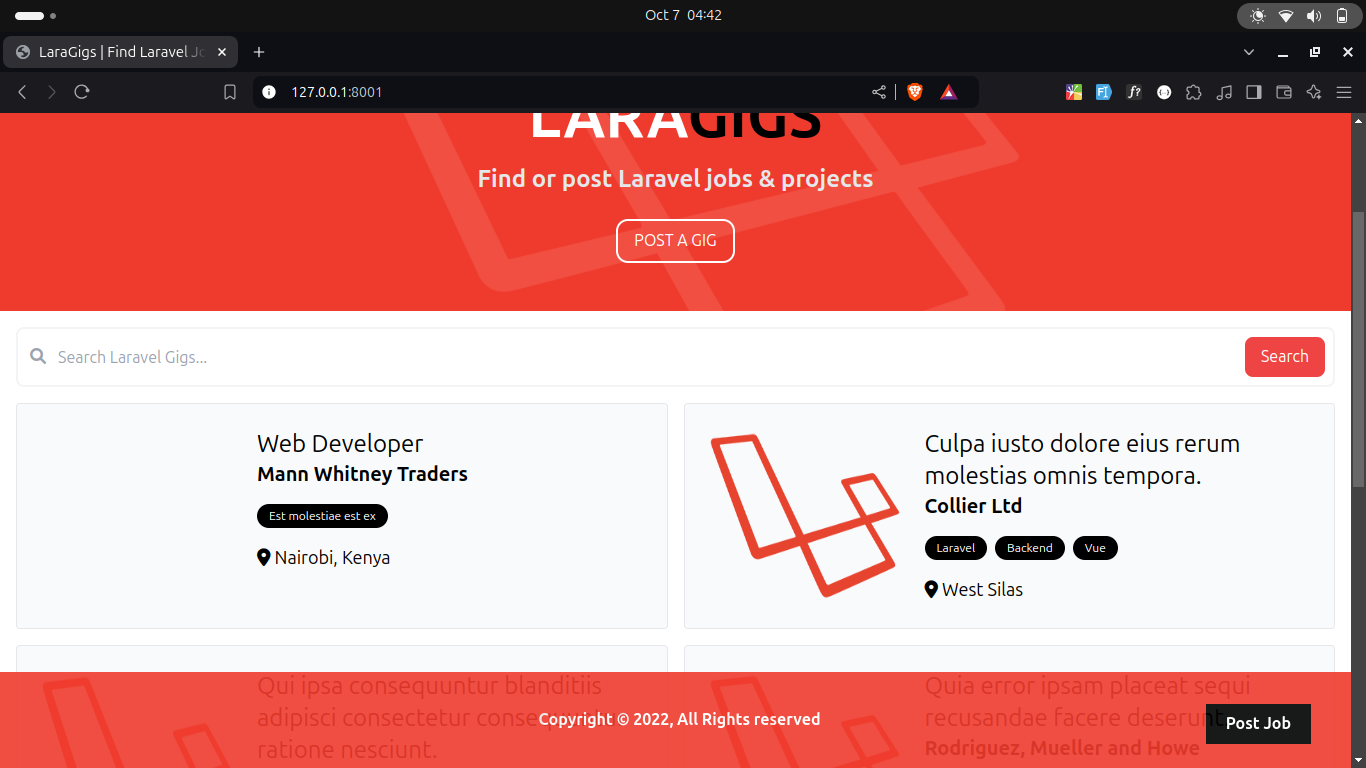 Oct 7 04:42
LaraGigs | Find Laravel Jo
127.0.0.1:8001
LARAGIGS
Find or post Laravel jobs & projects
POST A GIG
Search Laravel Gigs...
Search
Web Developer
Mann Whitney Traders
Est molestiae est ex
Nairobi, Kenya
Culpa iusto dolore eius rerum
molestias omnis tempora.
Collier Ltd
Laravel Backend Vue
West Silas
Qui ipsa consequuntur blanditiis
adipisci consectetur
ratione nesciunt.
Quia error ipsam placeat sequi
recusandae facere deserunt
Rodriguez, Mueller and Howe
Copyright © 2022, All Rights reserved
Post Job